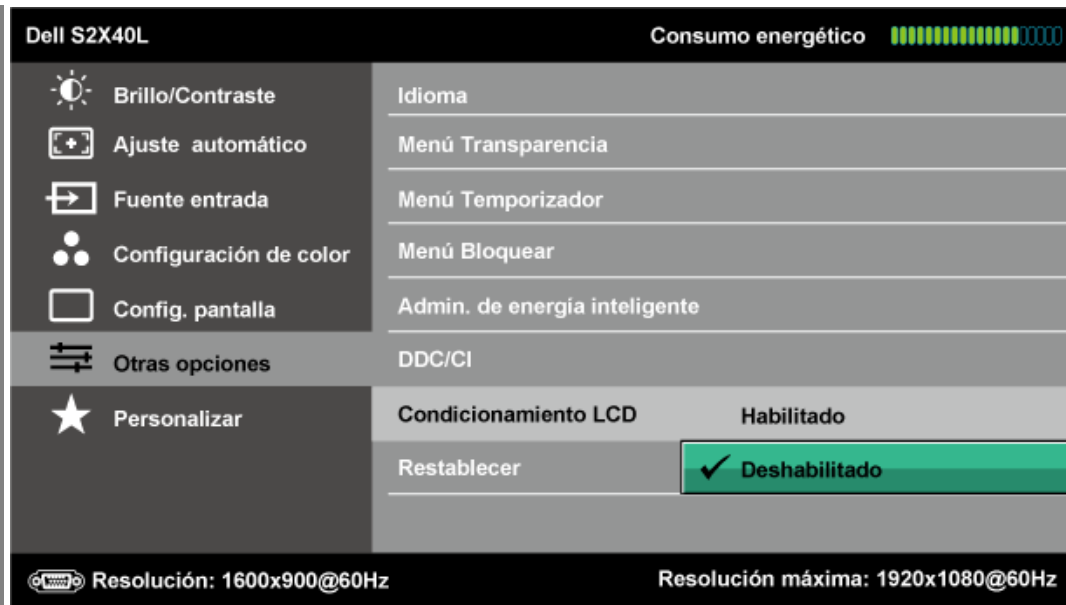 Dell S2X40L Consumo energético
Brillo/Contraste Idioma
Ajuste automático Menú Transparencia
Fuente entrada Menú Temporizador
Configuración de color Menú Bloquear
Config. pantalla Admin. de energía inteligente
Otras opciones DDC/CI
Personalizar Condicionamiento LCD Habilitado
Restablecer Deshabilitado
Resolución: 1600x900@60Hz Resolución máxima: 1920x1080@60Hz